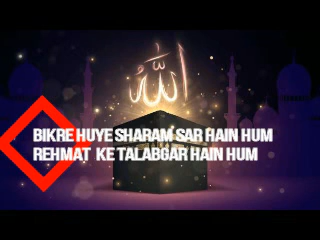 الله
BIKRE HUYE SHARAM SAR HAIN HUM
REHMAT KE TALABGAR HAIN HUM